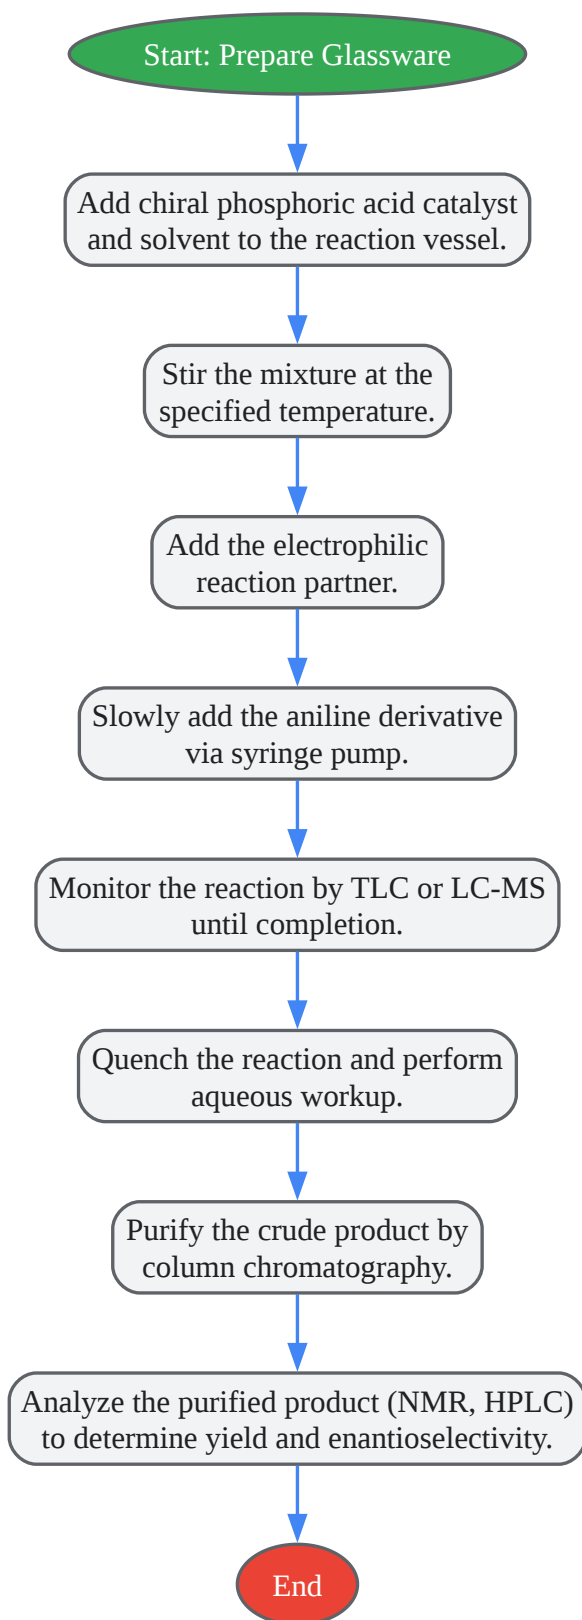 Start: Prepare Glassware
Add chiral phosphoric acid catalyst
and solvent to the reaction vessel.
Stir the mixture at the
specified temperature.
Add the electrophilic
reaction partner.
Slowly add the aniline derivative
via syringe pump.
Monitor the reaction by TLC or LC-MS
until completion.
Quench the reaction and perform
aqueous workup.
Purify the crude product by
column chromatography.
Analyze the purified product (NMR, HPLC)
to determine yield and enantioselectivity.
End